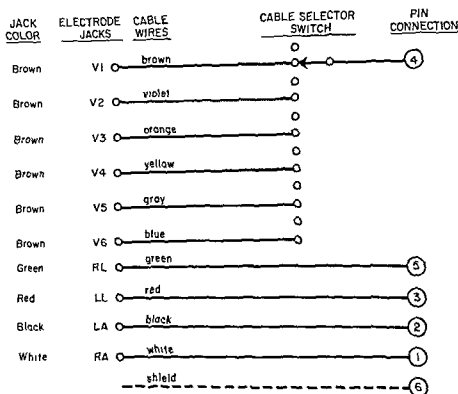 JACK COLOR ELECTRODE JACKS CABLE WIRES CABLE SELECTOR SWITCH PIN CONNECTION
Brown V1 brown 4
Brown V2 violet
Brown V3 orange
Brown V4 yellow
Brown V5 gray
Brown V6 blue
Green RL green 5
Red LL red 3
Black LA black 2
White RA white 1
shield 6